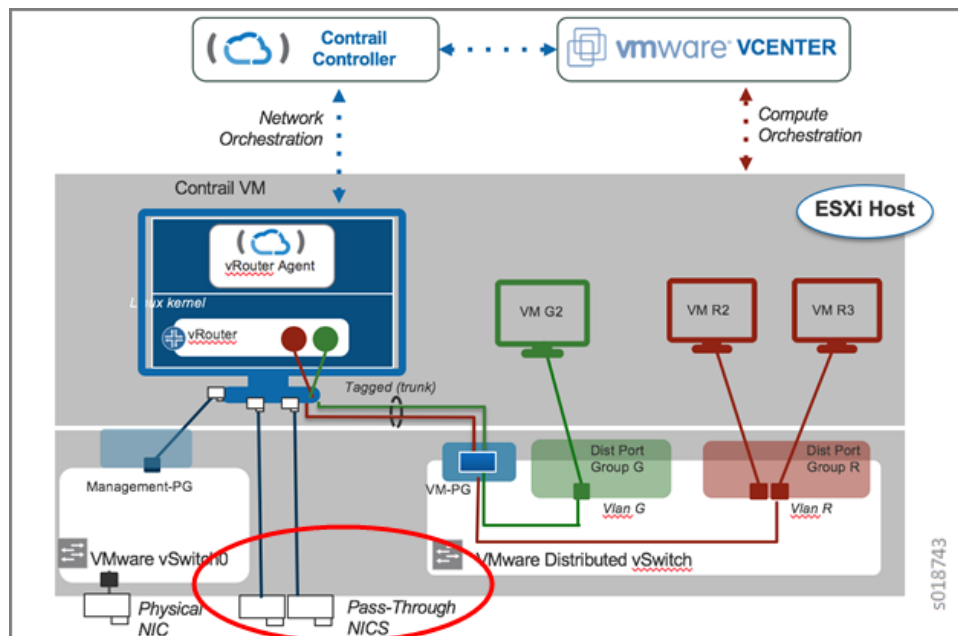 Contrail
Controller
vmware® VCENTER
Network
Orchestration
Compute
Orchestration
Contrail VM
ESXi Host
vRouter Agent
kernel
vRouter
VM G2
VM R2
VM R3
Tagged (trunk)
Management-PG
VM-PG
Dist Port
Group G
Dist Port
Group R
Vlan G
Vlan R
VMware vSwitch0
VMware Distributed vSwitch
Physical
NIC
Pass-Through
NICS
s018743